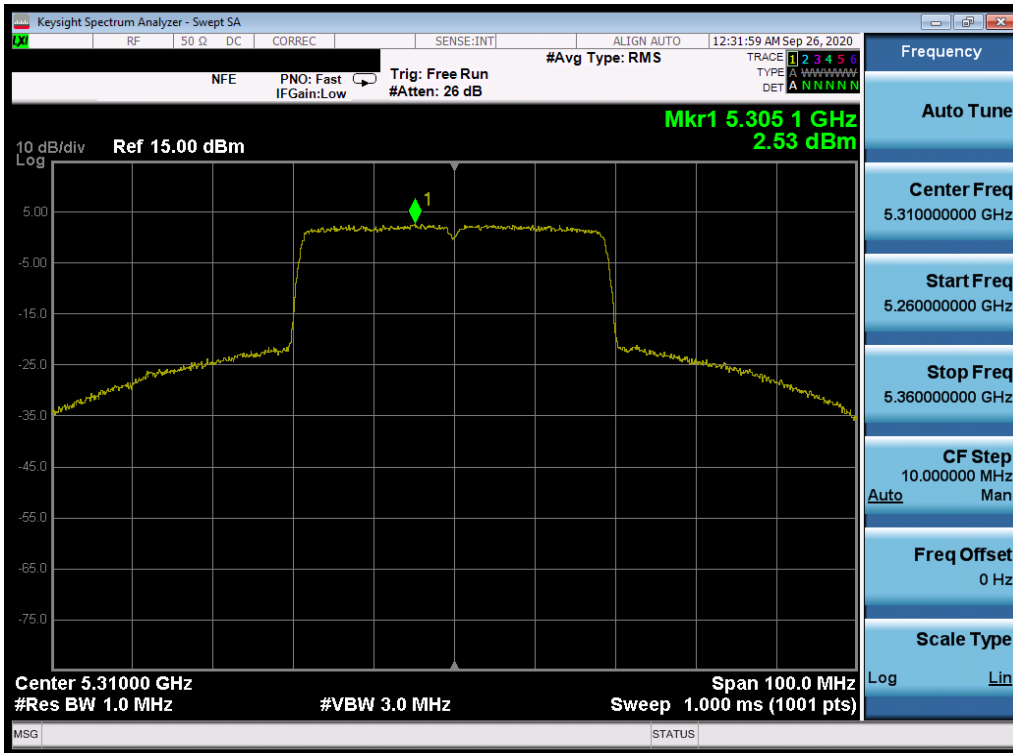 Keysight Spectrum Analyzer - Swept SA
LXI RF 50 Ω DC CORREC SENSE:INT ALIGN AUTO 12:31:59 AM Sep 26, 2020
Frequency
NFE PNO: Fast Trig: Free Run #Avg Type: RMS TRACE 1 2 3 4 5 6
IFGain:Low #Atten: 26 dB TYPE A WWWWW
DET A N N N N N
Auto Tune
Mkr1 5.305 1 GHz
2.53 dBm
10 dB/div Ref 15.00 dBm
Log
1
5.00
-5.00
-15.0
-25.0
-35.0
-45.0
-55.0
-65.0
-75.0
Center 5.31000 GHz Span 100.0 MHz
#Res BW 1.0 MHz #VBW 3.0 MHz Sweep 1.000 ms (1001 pts)
Center Freq
5.310000000 GHz
Start Freq
5.260000000 GHz
Stop Freq
5.360000000 GHz
CF Step
10.000000 MHz
Auto Man
Freq Offset
0 Hz
Scale Type
Log Lin
MSG STATUS